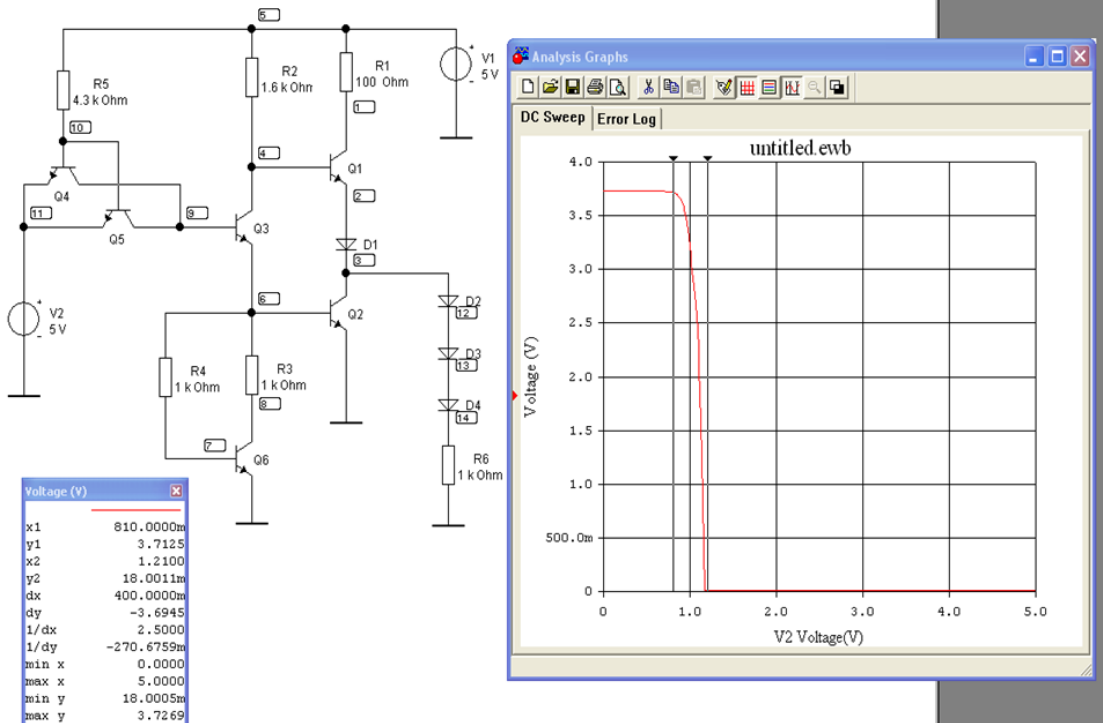 5
R5
4.3 k Ohm
R2
1.6 k Ohm
R1
100 Ohm
V1
5 V
10
1
4
Q1
Q4
2
11
9
Q5
Q3
D1
3
V2
5 V
6
Q2
D2
12
R4
1 k Ohm
R3
1 k Ohm
D3
13
8
D4
14
7
Q6
R6
1 k Ohm
Voltage (V)
x1 810.0000m
y1 3.7125
x2 1.2100
y2 18.0011m
dx 400.0000m
dy -3.6945
1/dx 2.5000
1/dy -270.6759m
min x 0.0000
max x 5.0000
min y 18.0005m
max y 3.7269
Analysis Graphs
DC Sweep
Error Log
untitled.ewb
4.0
3.5
3.0
2.5
2.0
1.5
1.0
500.0m
0
Voltage (V)
0 1.0 2.0 3.0 4.0 5.0
V2 Voltage(V)